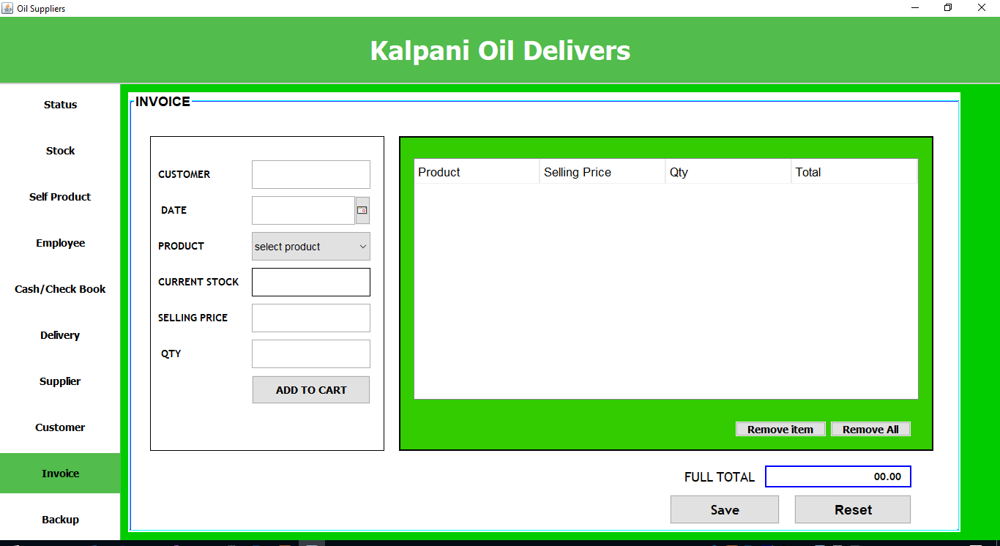 Oil Suppliers
Kalpani Oil Delivers
Status
Stock
Self Product
Employee
Cash/Check Book
Delivery
Supplier
Customer
Invoice
Backup
INVOICE
CUSTOMER
DATE
PRODUCT select product
CURRENT STOCK
SELLING PRICE
QTY
ADD TO CART
Product Selling Price Qty Total
Remove item Remove All
FULL TOTAL 00.00
Save Reset